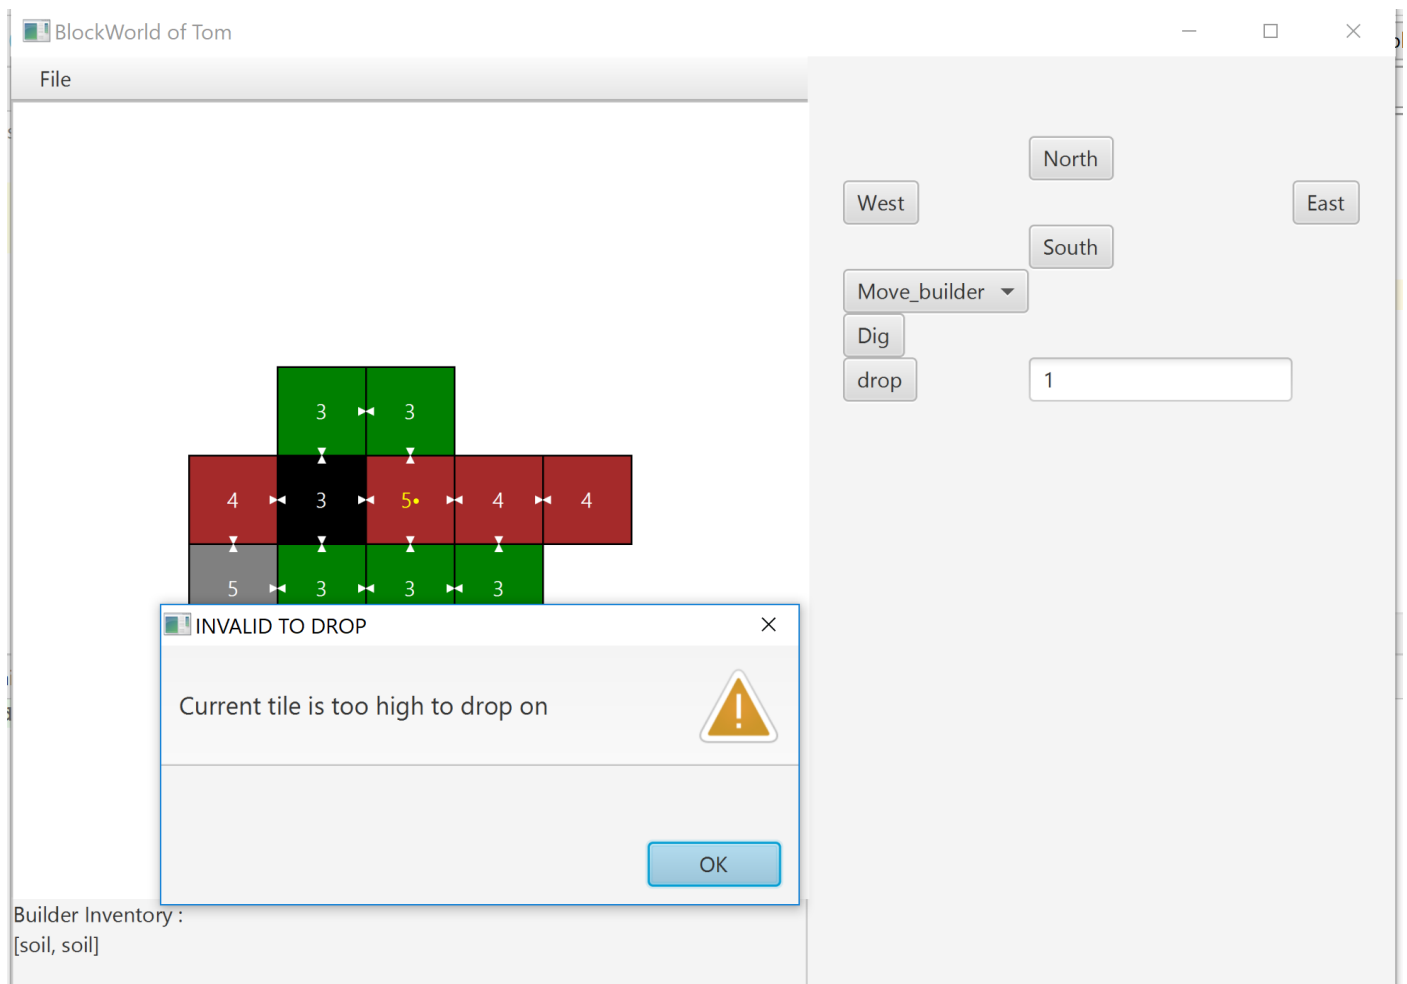 BlockWorld of Tom
File
North
West
East
South
Move_builder
Dig
drop
1
3 3
4 3 5 4 4
5 3 3 3
INVALID TO DROP
Current tile is too high to drop on
OK
Builder Inventory :
[soil, soil]